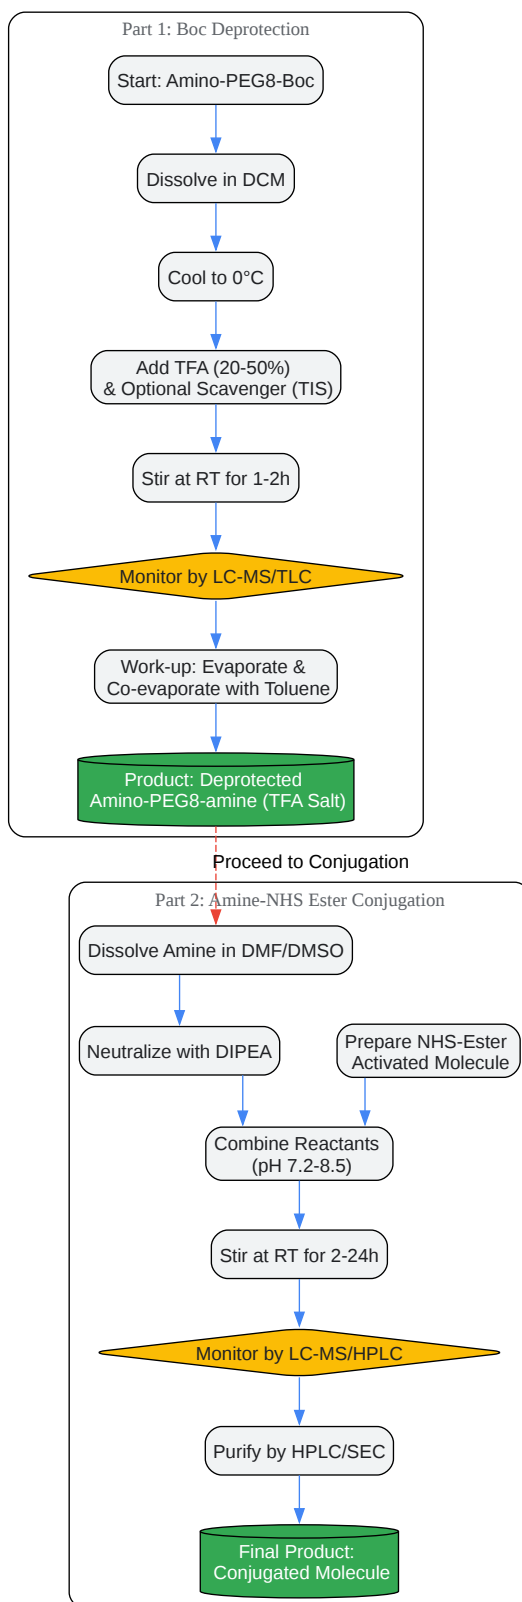 Part 1: Boc Deprotection
Start: Amino-PEG8-Boc
Dissolve in DCM
Cool to 0°C
Add TFA (20-50%)
& Optional Scavenger (TIS)
Stir at RT for 1-2h
Monitor by LC-MS/TLC
Work-up: Evaporate &
Co-evaporate with Toluene
Product: Deprotected
Amino-PEG8-amine (TFA Salt)
Proceed to Conjugation
Part 2: Amine-NHS Ester Conjugation
Dissolve Amine in DMF/DMSO
Neutralize with DIPEA
Prepare NHS-Ester
Activated Molecule
Combine Reactants
(pH 7.2-8.5)
Stir at RT for 2-24h
Monitor by LC-MS/HPLC
Purify by HPLC/SEC
Final Product:
Conjugated Molecule